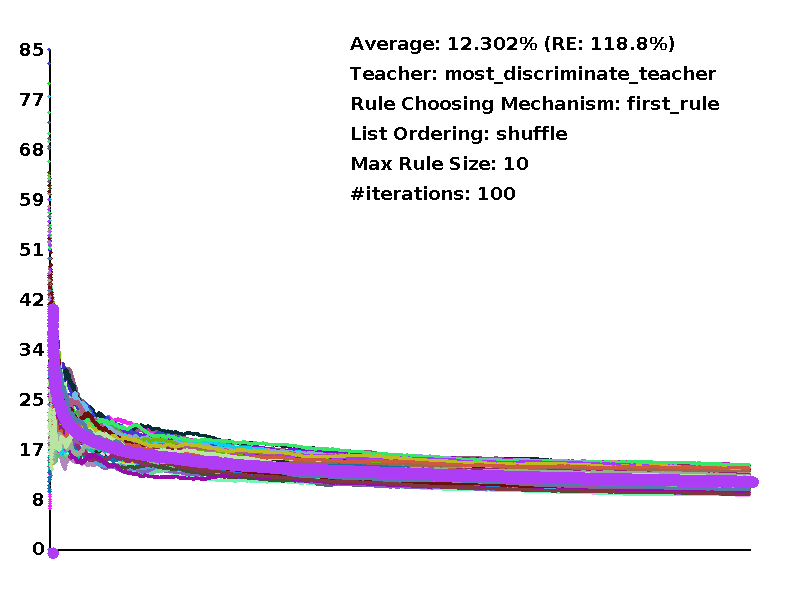 Average: 12.302% (RE: 118.8%)
Teacher: most_discriminate_teacher
Rule Choosing Mechanism: first_rule
List Ordering: shuffle
Max Rule Size: 10
#iterations: 100
85
77
68
59
51
42
34
25
17
8
0